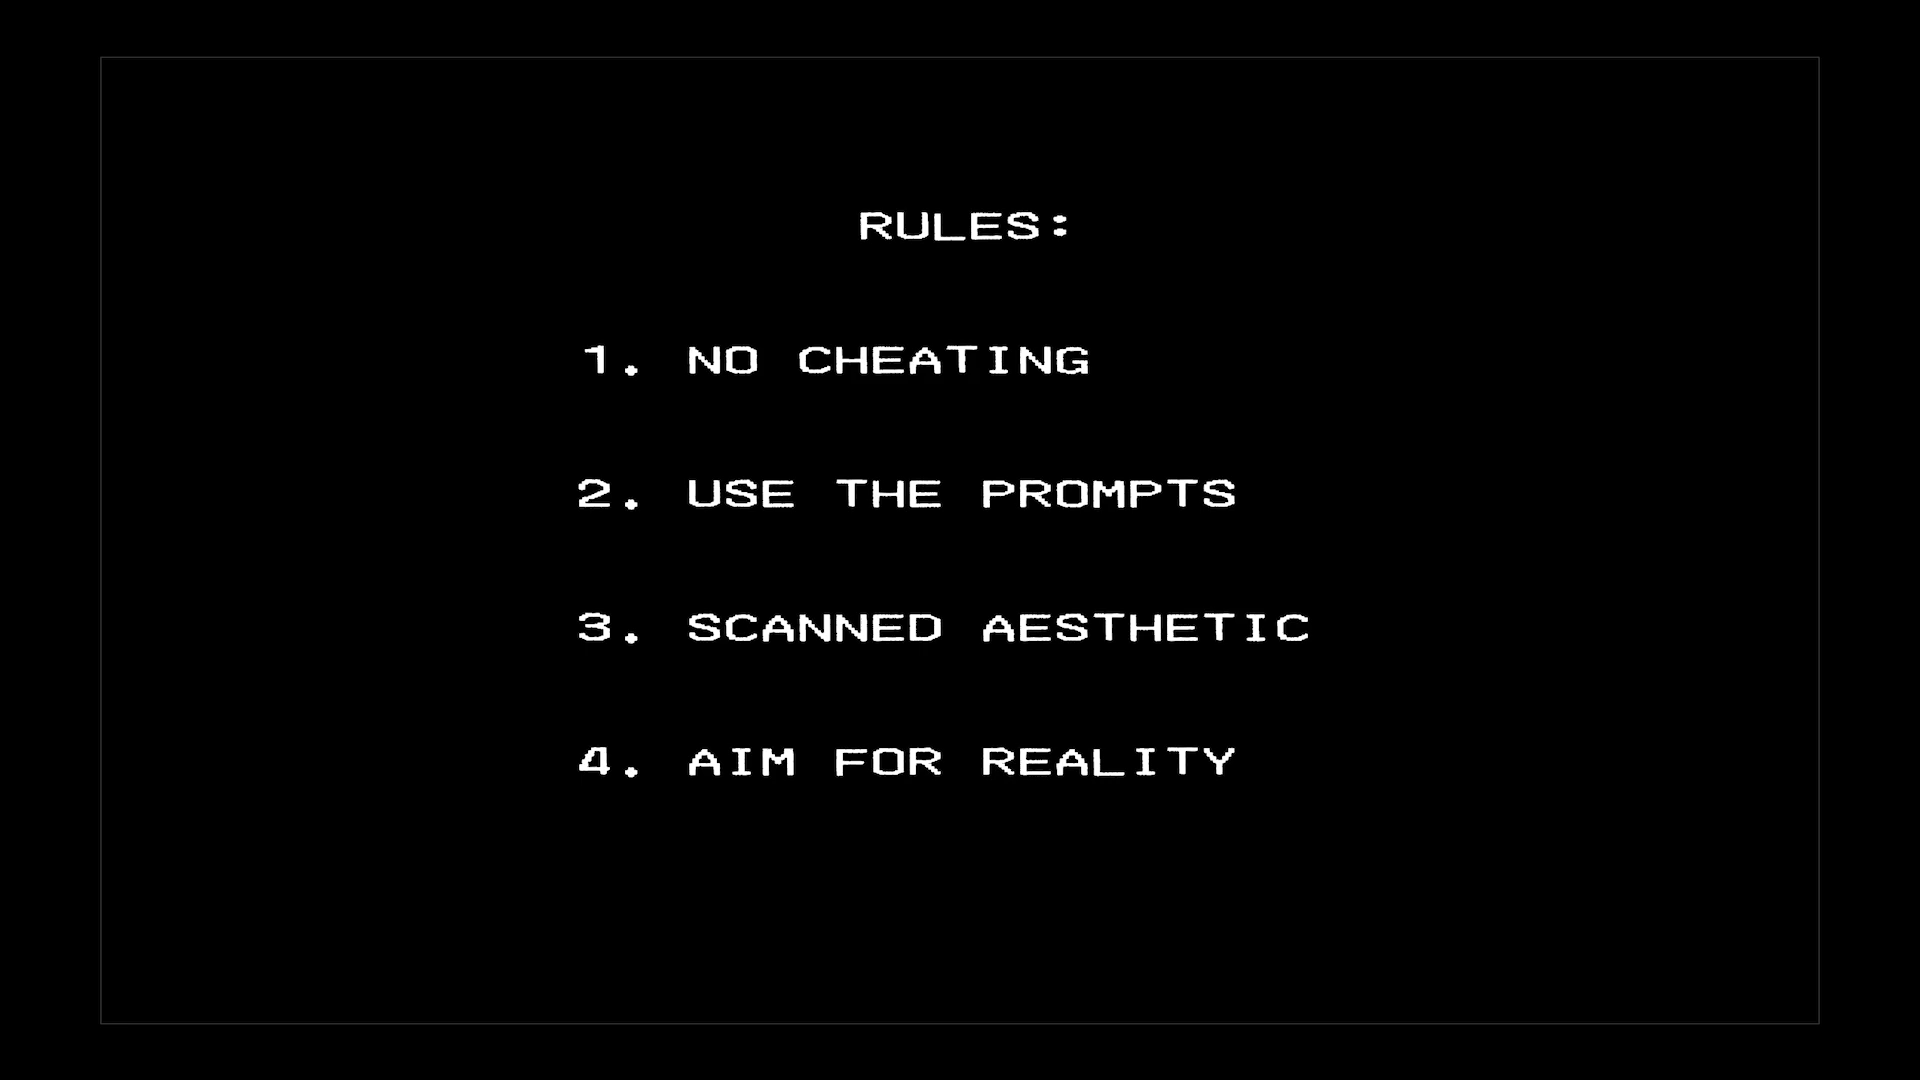 RULES:
1. NO CHEATING
2. USE THE PROMPTS
3. SCANNED AESTHETIC
4. AIM FOR REALITY